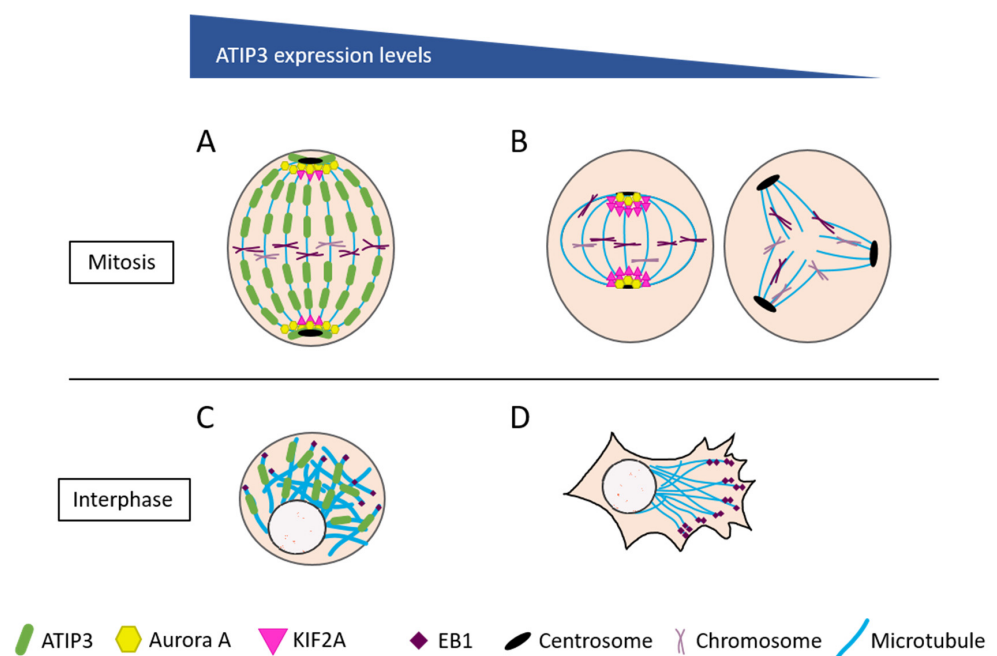 ATIP3 expression levels
A
B
Mitosis
C
D
Interphase
ATIP3
Aurora A
KIF2A
EB1
Centrosome
Chromosome
Microtubule